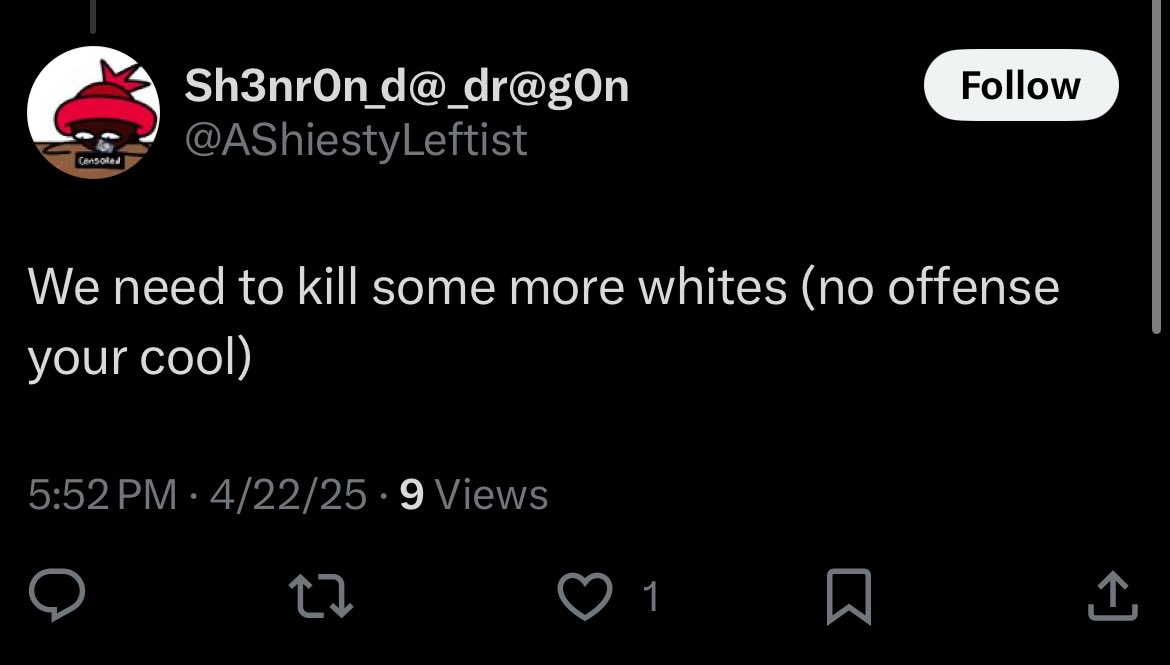 Sh3nr0n_d@_dr@g0n
@AShiestyLeftist
Follow
Censored
We need to kill some more whites (no offense
your cool)
5:52 PM · 4/22/25 · 9 Views
1